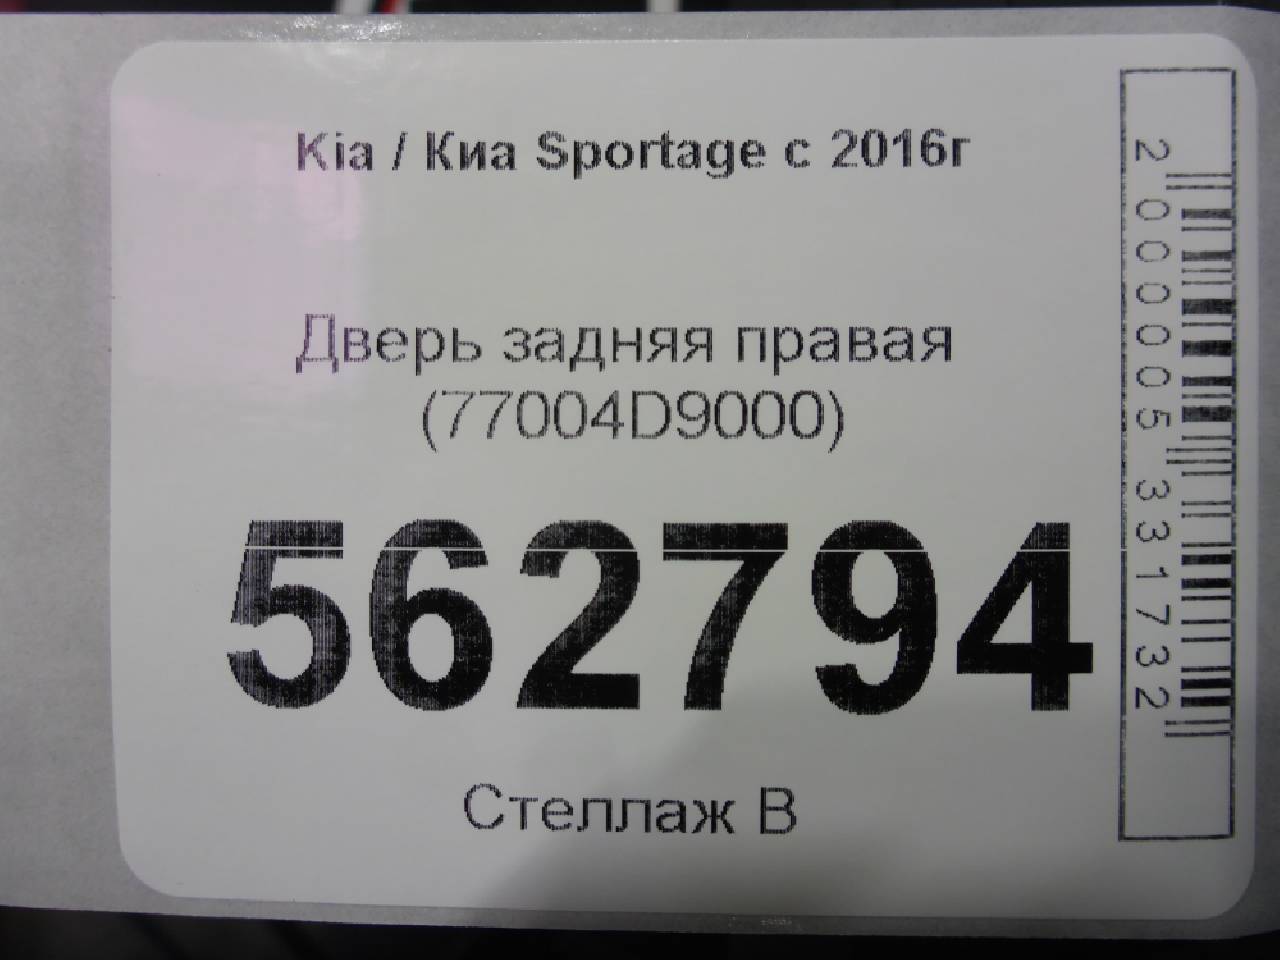 Kia / Киа Sportage с 2016г
Дверь задняя правая
(77004D9000)
562794
Стеллаж В
2000005331732